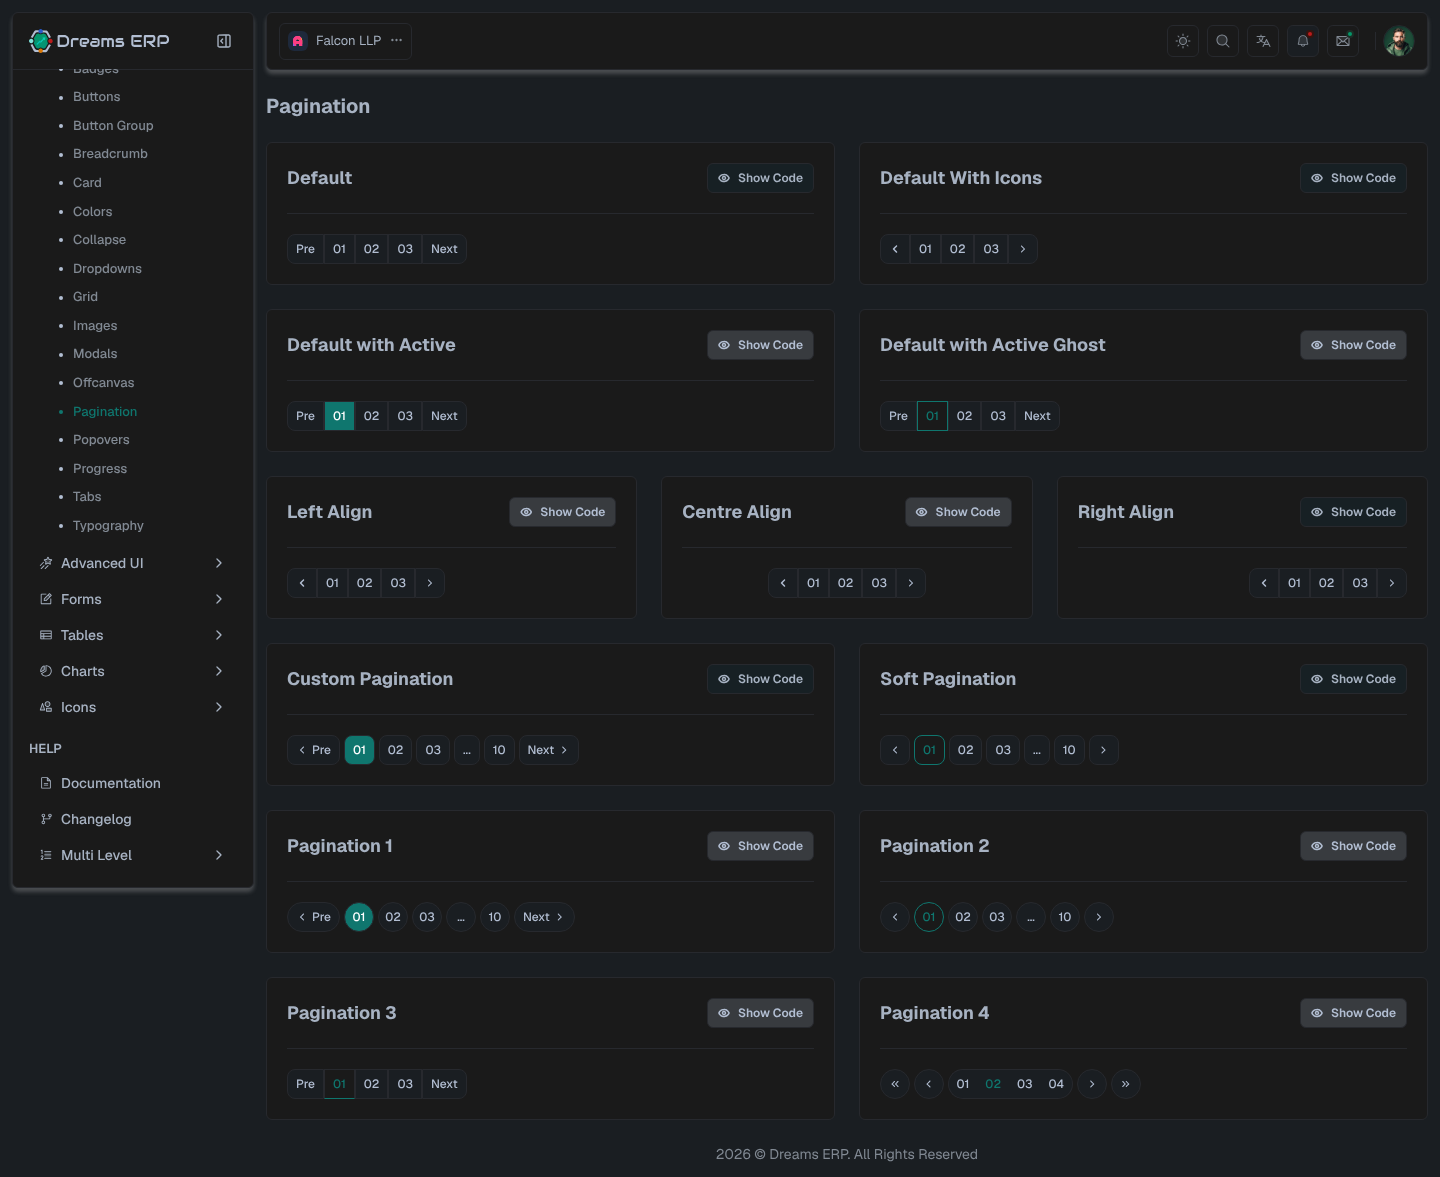 Dreams ERP
Badges
Buttons
Button Group
Breadcrumb
Card
Colors
Collapse
Dropdowns
Grid
Images
Modals
Offcanvas
Pagination
Popovers
Progress
Tabs
Typography
Advanced UI
Forms
Tables
Charts
Icons
HELP
Documentation
Changelog
Multi Level
Falcon LLP ...
Pagination
Default Show Code
Pre 01 02 03 Next
Default With Icons Show Code
‹ 01 02 03 ›
Default with Active Show Code
Pre 01 02 03 Next
Default with Active Ghost Show Code
Pre 01 02 03 Next
Left Align Show Code
‹ 01 02 03 ›
Centre Align Show Code
‹ 01 02 03 ›
Right Align Show Code
‹ 01 02 03 ›
Custom Pagination Show Code
‹ Pre 01 02 03 ... 10 Next ›
Soft Pagination Show Code
‹ 01 02 03 ... 10 ›
Pagination 1 Show Code
‹ Pre 01 02 03 ... 10 Next ›
Pagination 2 Show Code
‹ 01 02 03 ... 10 ›
Pagination 3 Show Code
Pre 01 02 03 Next
Pagination 4 Show Code
« ‹ 01 02 03 04 › »
2026 © Dreams ERP. All Rights Reserved